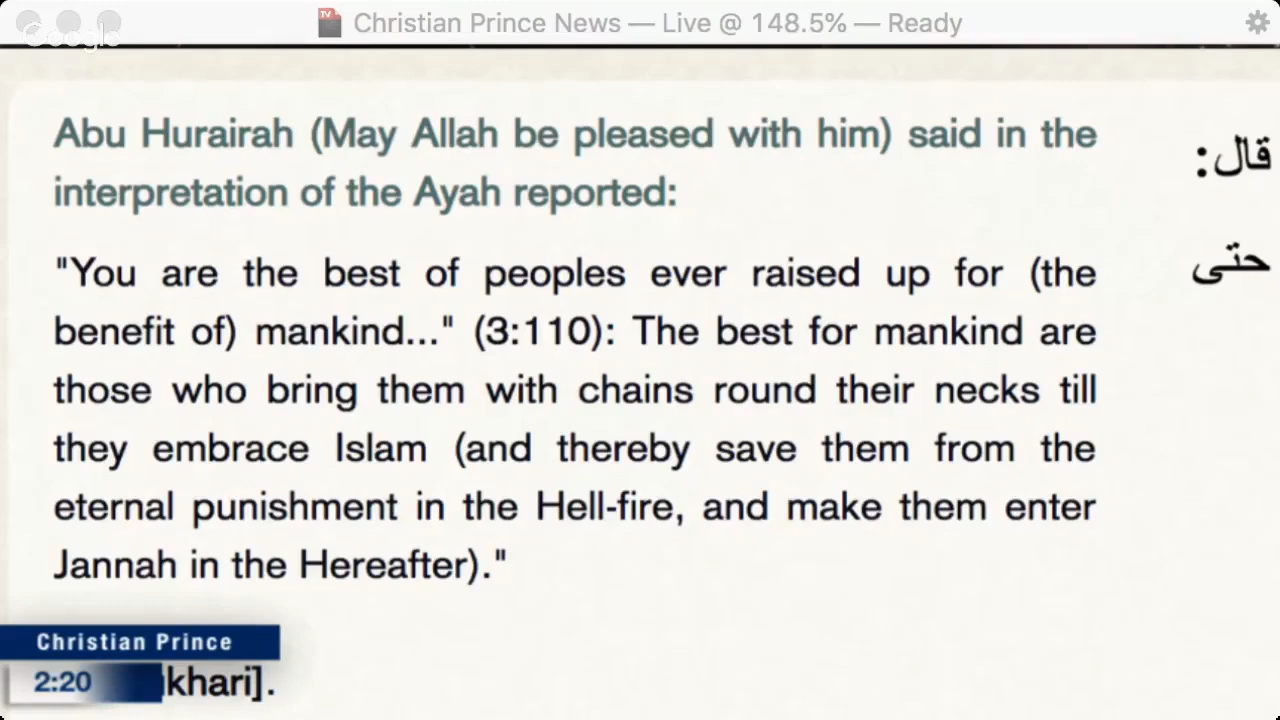 Christian Prince News — Live @ 148.5% — Ready
TV
Google
Abu Hurairah (May Allah be pleased with him) said in the
interpretation of the Ayah reported:
قال:
"You are the best of peoples ever raised up for (the
benefit of) mankind..." (3:110): The best for mankind are
those who bring them with chains round their necks till
they embrace Islam (and thereby save them from the
eternal punishment in the Hell-fire, and make them enter
Jannah in the Hereafter)."
حتى
Christian Prince
2:20
khari].